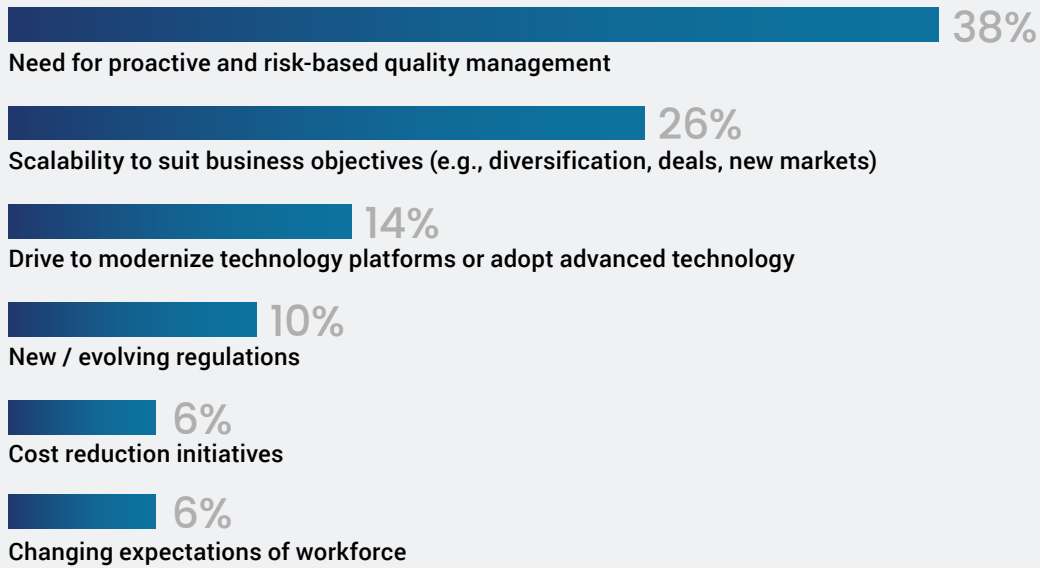 38%
Need for proactive and risk-based quality management
26%
Scalability to suit business objectives (e.g., diversification, deals, new markets)
14%
Drive to modernize technology platforms or adopt advanced technology
10%
New / evolving regulations
6%
Cost reduction initiatives
6%
Changing expectations of workforce